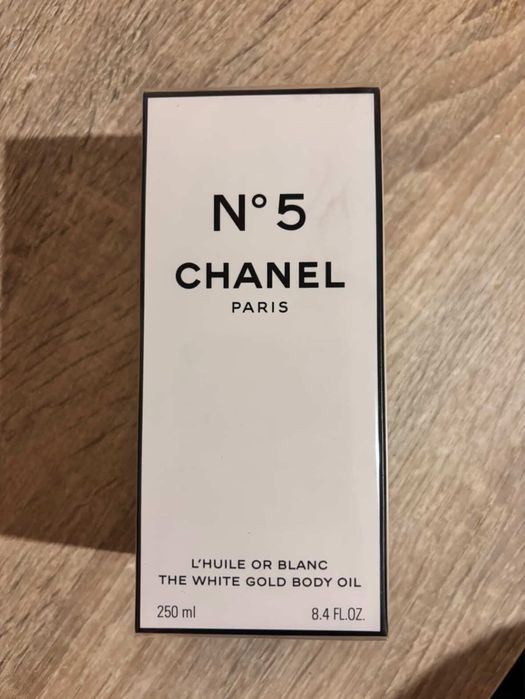 N° 5
CHANEL
PARIS
L'HUILE OR BLANC
THE WHITE GOLD BODY OIL
250 ml 8.4 FL.OZ.